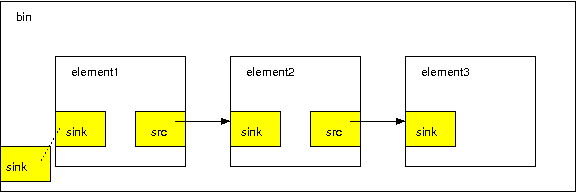 bin
element1
element2
element3
sink
src
sink
src
sink
sink